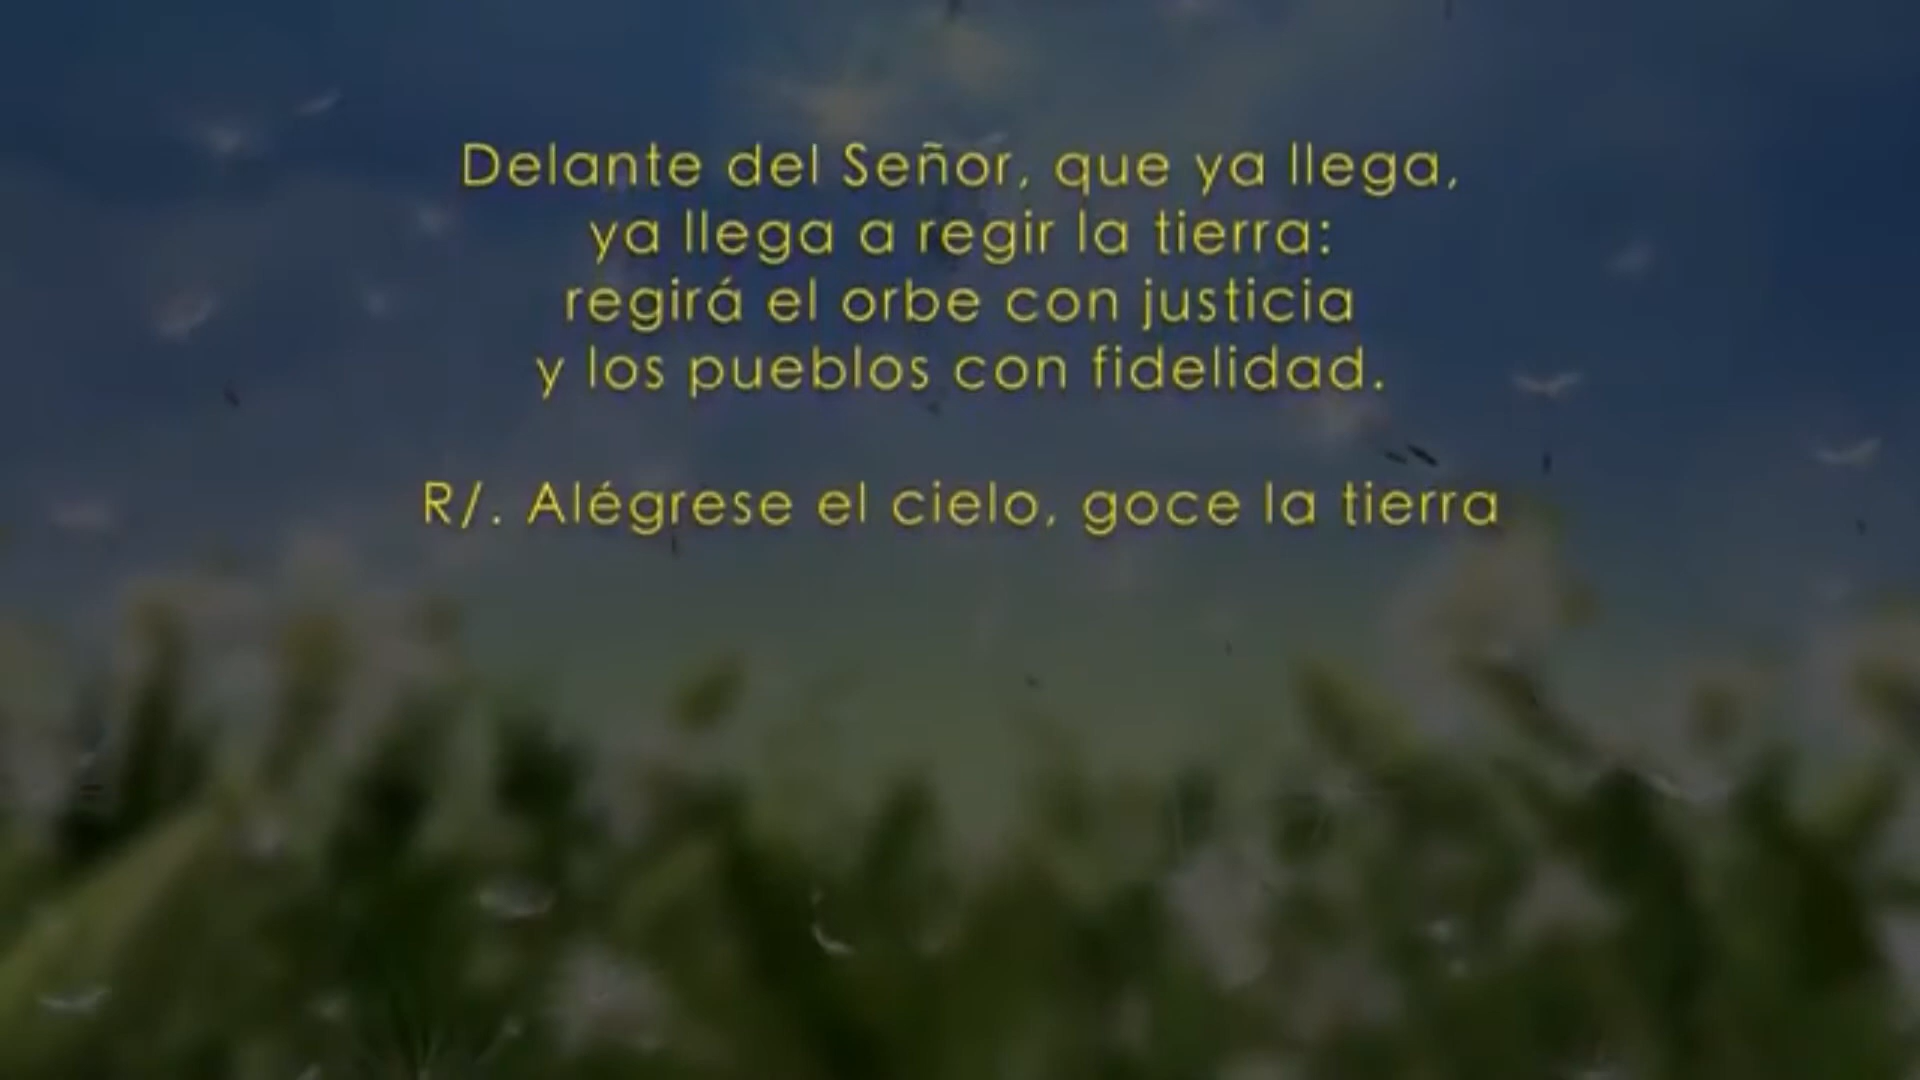 Delante del Señor, que ya llega,
ya llega a regir la tierra:
regirá el orbe con justicia
y los pueblos con fidelidad.
R/. Alégrese el cielo, goce la tierra